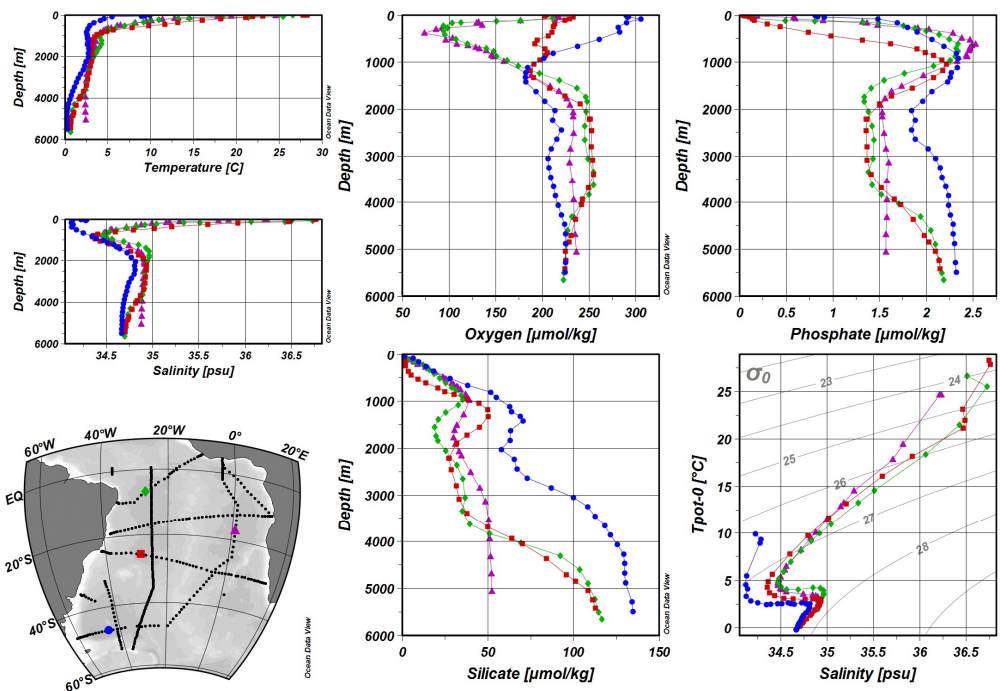 0
2000
4000
6000
Depth [m]
0 5 10 15 20 25 30
Temperature [C]
Ocean Data View
0
2000
4000
6000
Depth [m]
34.5 35 35.5 36 36.5
Salinity [psu]
Ocean Data View
0
1000
2000
3000
4000
5000
6000
Depth [m]
50 100 150 200 250 300
Oxygen [µmol/kg]
Ocean Data View
0
1000
2000
3000
4000
5000
6000
Depth [m]
0 0.5 1 1.5 2 2.5
Phosphate [µmol/kg]
60°W
40°W
20°W
0°
20°E
EQ
20°S
40°S
60°S
Ocean Data View
0
1000
2000
3000
4000
5000
6000
Depth [m]
0 50 100 150
Silicate [µmol/kg]
Ocean Data View
σ0
23
24
25
26
27
28
25
20
15
10
5
0
Tpot-0 [°C]
34.5 35 35.5 36 36.5
Salinity [psu]